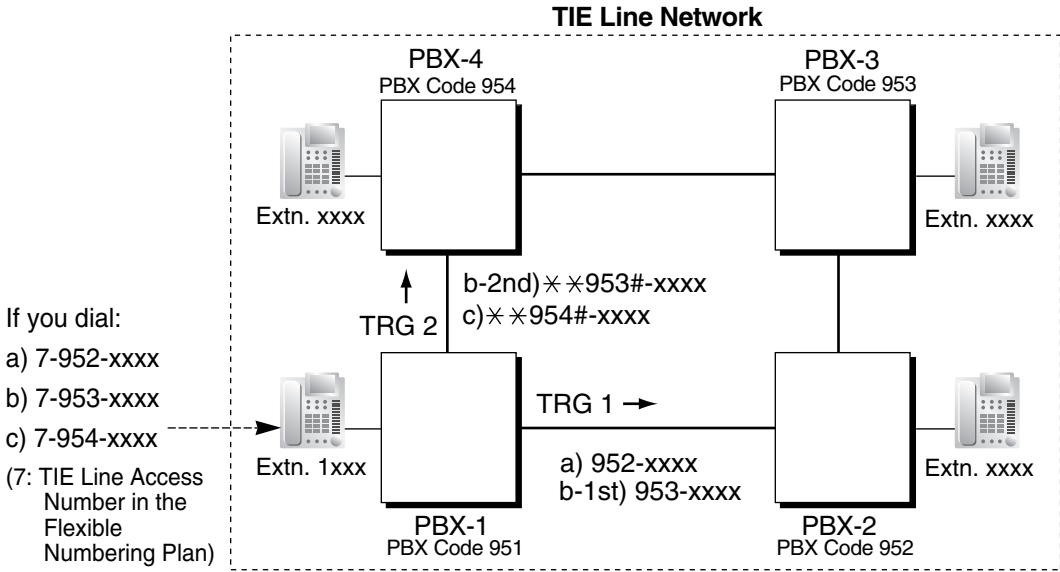 TIE Line Network
PBX-4
PBX Code 954
PBX-3
PBX Code 953
Extn. xxxx
Extn. xxxx
b-2nd)＊＊953#-xxxx
TRG 2
c)＊＊954#-xxxx
If you dial:
a) 7-952-xxxx
b) 7-953-xxxx
c) 7-954-xxxx
(7: TIE Line Access
Number in the
Flexible
Numbering Plan)
Extn. 1xxx
TRG 1
a) 952-xxxx
b-1st) 953-xxxx
Extn. xxxx
PBX-1
PBX Code 951
PBX-2
PBX Code 952